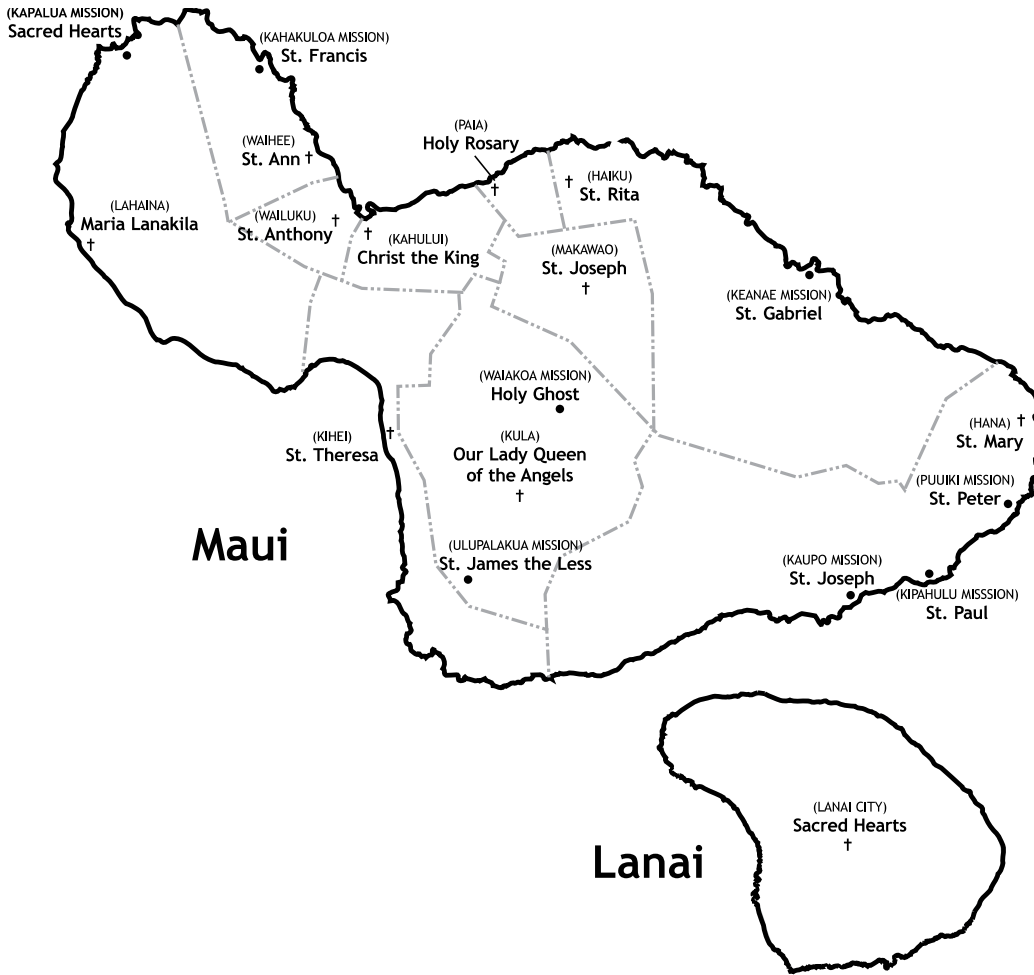 (KAPALUA MISSION)
Sacred Hearts
(KAHAKULOA MISSION)
St. Francis
(WAIHEE)
St. Ann
(PAIA)
Holy Rosary
(HAIKU)
St. Rita
(LAHAINA)
Maria Lanakila
(WAILUKU)
St. Anthony
(KAHULUI)
Christ the King
(MAKAWAO)
St. Joseph
(KEANAE MISSION)
St. Gabriel
(WAIAKOA MISSION)
Holy Ghost
(HANA)
St. Mary
(KIHEI)
St. Theresa
(KULA)
Our Lady Queen
of the Angels
(PUUIKI MISSION)
St. Peter
Maui
(ULUPALAKUA MISSION)
St. James the Less
(KAUPO MISSION)
St. Joseph
(KIPAHULU MISSSION)
St. Paul
(LANAI CITY)
Sacred Hearts
Lanai